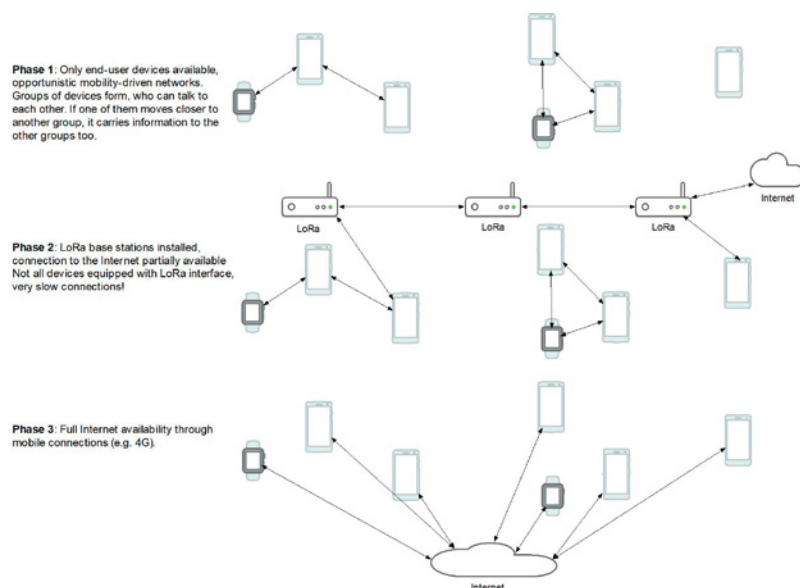 Phase 1: Only end-user devices available,
opportunistic mobility-driven networks.
Groups of devices form, who can talk to
each other. If one of them moves closer to
another group, it carries information to the
other groups too.
Internet
LoRa
LoRa
LoRa
Phase 2: LoRa base stations installed,
connection to the Internet partially available
Not all devices equipped with LoRa interface,
very slow connections!
Phase 3: Full Internet availability through
mobile connections (e.g. 4G).
Internet